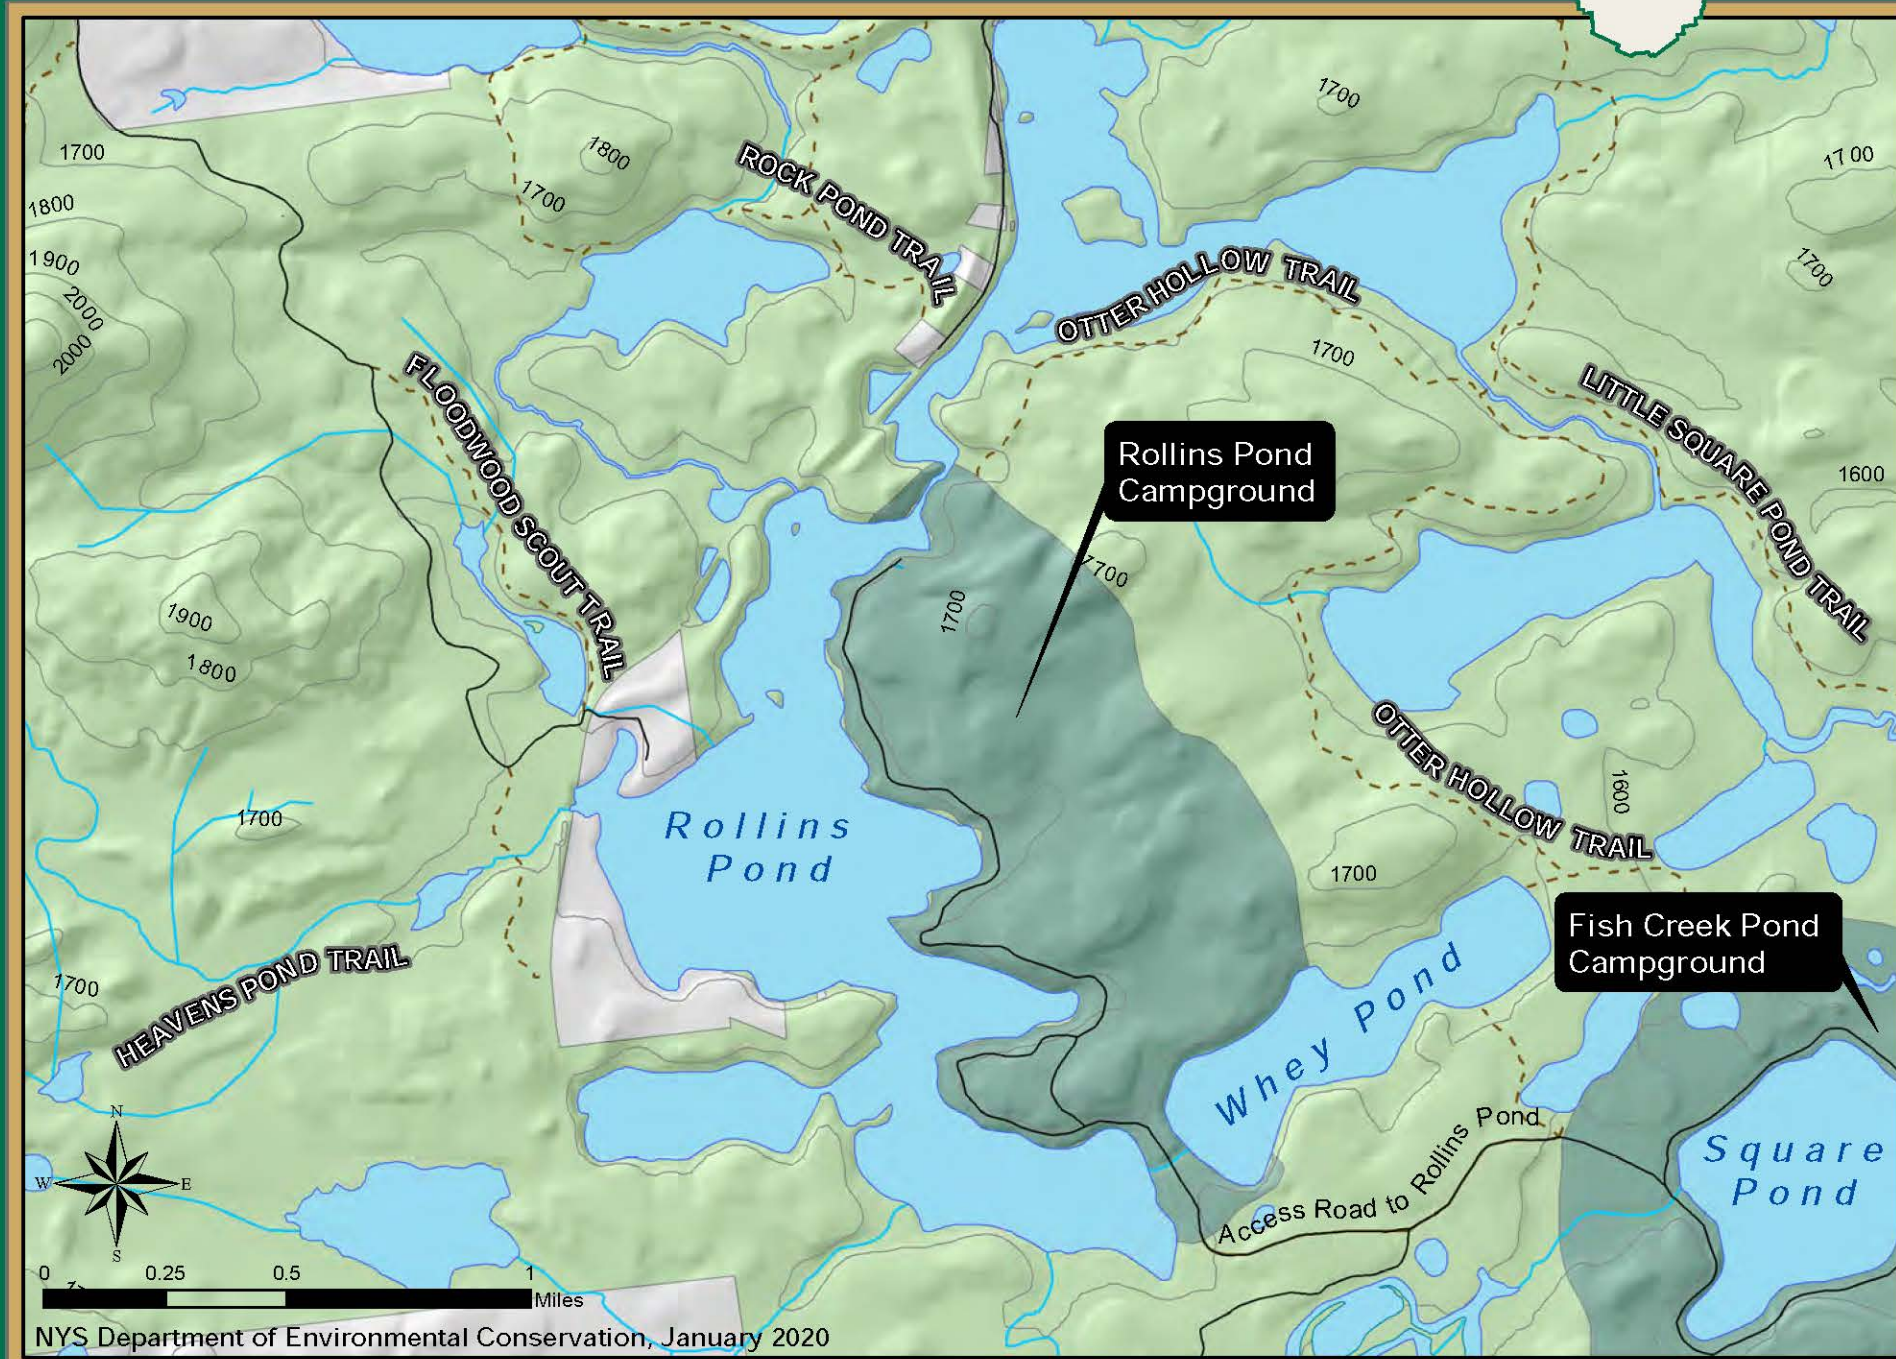 1700
1700
1800
ROCK POND TRAIL
1700
1700
1800
1900
2000
2000
1700
OTTER HOLLOW TRAIL
1700
FLOODWOOD SCOUT TRAIL
LITTLE SQUARE POND TRAIL
Rollins Pond
Campground
1600
1700
1700
1900
1800
OTTER HOLLOW TRAIL
1600
Rollins
Pond
1700
1700
Fish Creek Pond
Campground
HEAVENS POND TRAIL
1700
Whey Pond
N
W
E
S
Access Road to Rollins Pond
Square
Pond
0
0.25
0.5
1
Miles
NYS Department of Environmental Conservation, January 2020